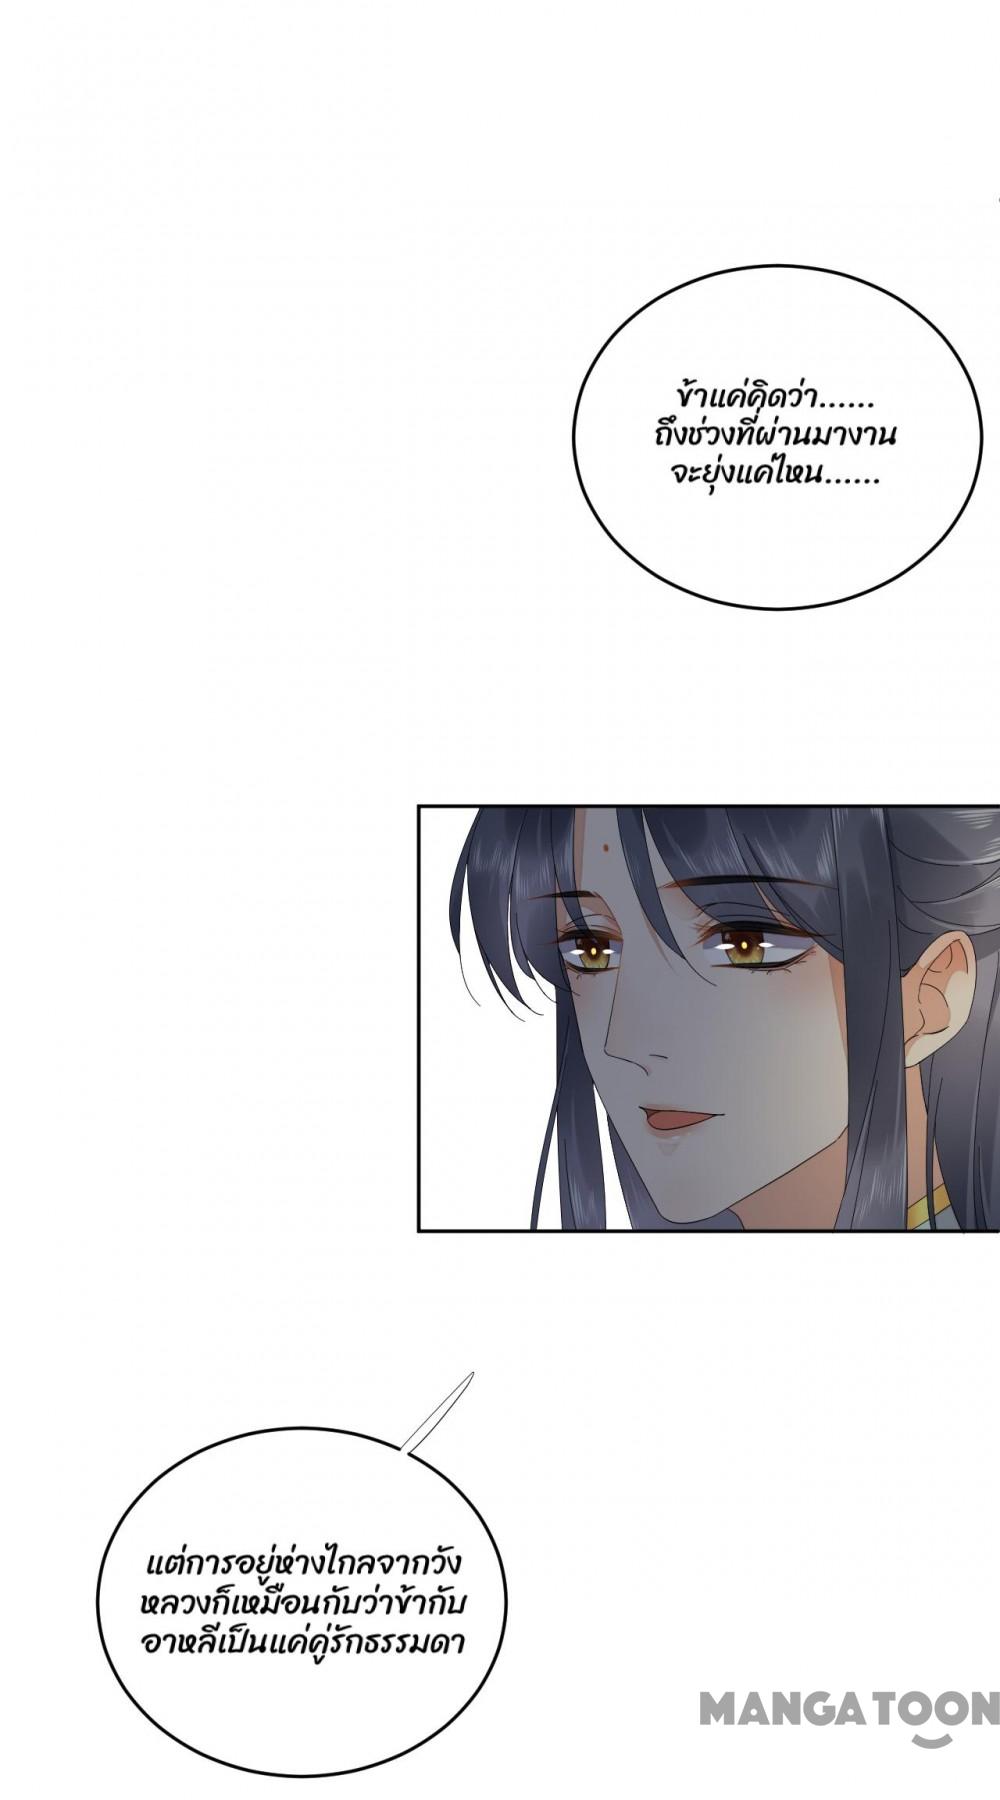 ข้าแค่คิดว่า......
ถึงช่วงที่ผ่านมางาน
จะยุ่งแค่ไหน......
แต่การอยู่ห่างไกลจากวัง
หลวงก็เหมือนกับว่าข้ากับ
อาหลีเป็นแค่คู่รักธรรมดา
MANGATOON